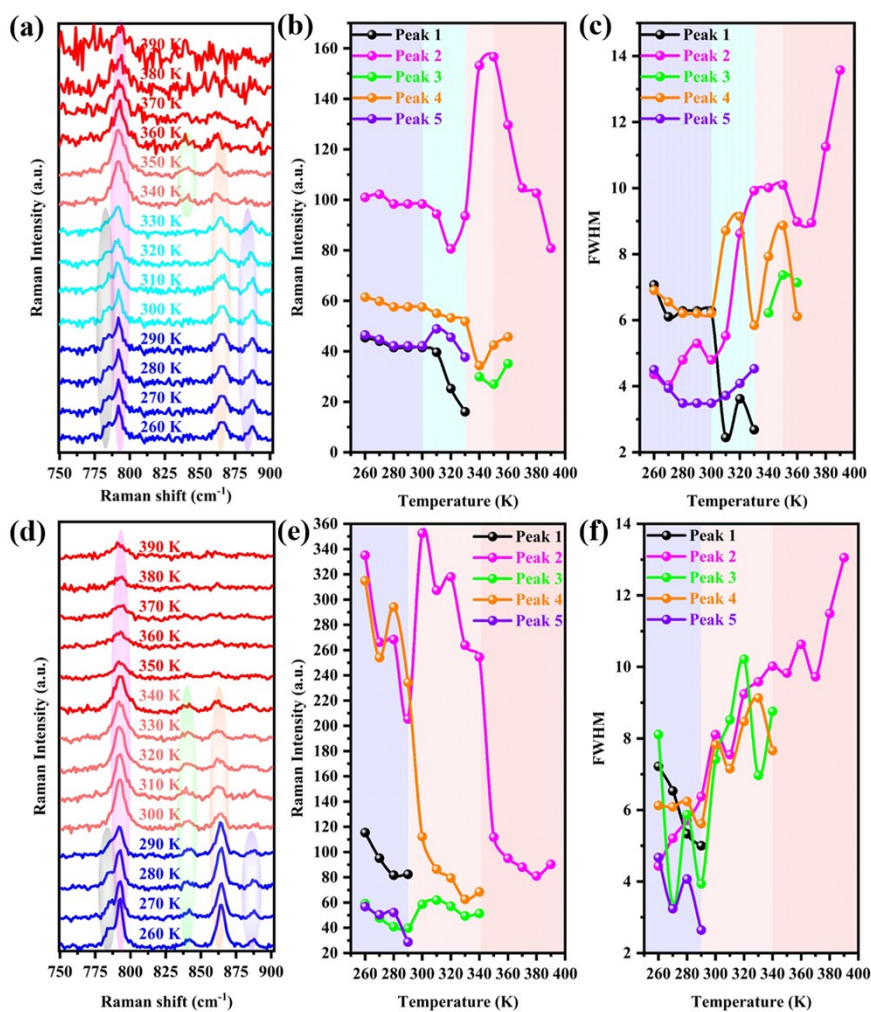 (a)
390 K
380 K
370 K
360 K
350 K
340 K
330 K
320 K
310 K
300 K
290 K
280 K
270 K
260 K
750 775 800 825 850 875 900
Raman shift (cm⁻¹)
Raman Intensity (a.u.)
(b)
Peak 1
Peak 2
Peak 3
Peak 4
Peak 5
160
140
120
100
80
60
40
20
0
260 280 300 320 340 360 380 400
Temperature (K)
Raman Intensity (a.u.)
(c)
Peak 1
Peak 2
Peak 3
Peak 4
Peak 5
14
12
10
8
6
4
2
260 280 300 320 340 360 380 400
Temperature (K)
FWHM
(d)
390 K
380 K
370 K
360 K
350 K
340 K
330 K
320 K
310 K
300 K
290 K
280 K
270 K
260 K
750 775 800 825 850 875 900
Raman shift (cm⁻¹)
Raman Intensity (a.u.)
(e)
Peak 1
Peak 2
Peak 3
Peak 4
Peak 5
360
340
320
300
280
260
240
220
200
180
160
140
120
100
80
60
40
20
260 280 300 320 340 360 380 400
Temperature (K)
Raman Intensity (a.u.)
(f)
Peak 1
Peak 2
Peak 3
Peak 4
Peak 5
14
12
10
8
6
4
2
260 280 300 320 340 360 380 400
Temperature (K)
FWHM